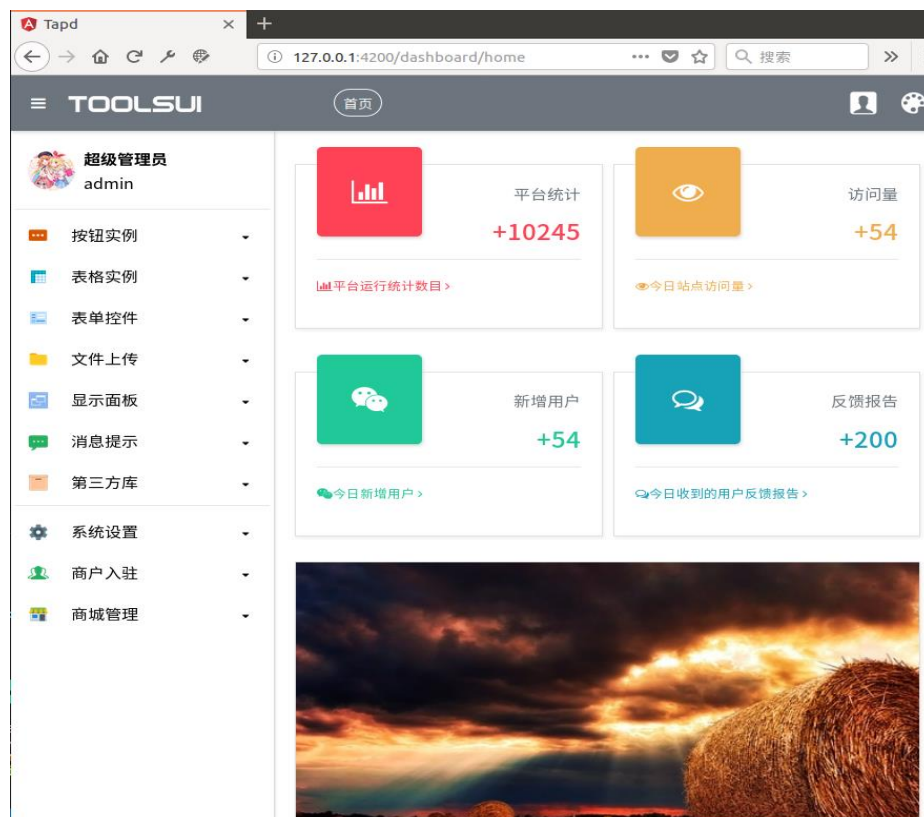 Tapd
127.0.0.1:4200/dashboard/home
搜索
TOOLSUI
首页
超级管理员
admin
按钮实例
表格实例
表单控件
文件上传
显示面板
消息提示
第三方库
系统设置
商户入驻
商城管理
平台统计
+10245
平台运行统计数目
访问量
+54
今日站点访问量
新增用户
+54
今日新增用户
反馈报告
+200
今日收到的用户反馈报告